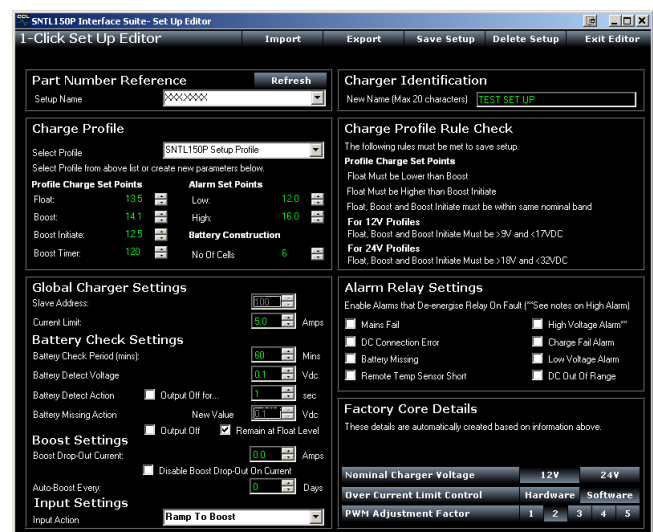 SNTL150P Interface Suite- Set Up Editor
1-Click Set Up Editor Import Export Save Setup Delete Setup Exit Editor
Part Number Reference Refresh
Setup Name
Charger Identification
New Name (Max 20 characters) TEST SET UP
Charge Profile
Select Profile SNTL150P Setup Profile
Select Profile from above list or create new parameters below.
Profile Charge Set Points Alarm Set Points
Float: 13.5 Low: 12.0
Boost: 14.1 High: 16.0
Boost Initiate: 12.5 Battery Construction
Boost Timer: 120 No Of Cells 6
Charge Profile Rule Check
The following rules must be met to save setup.
Profile Charge Set Points
Float Must be Lower than Boost
Float Must be Higher than Boost Initiate
Float, Boost and Boost Initiate must be within same nominal band
For 12V Profiles
Float, Boost and Boost Initiate Must be >9V and <17VDC
For 24V Profiles
Float, Boost and Boost Initiate Must be >18V and <32VDC
Global Charger Settings
Slave Address: 100
Current Limit: 5.0 Amps
Battery Check Settings
Battery Check Period (mins): 60 Mins
Battery Detect Voltage 0.1 Vdc
Battery Detect Action Output Off for... 1 sec
Battery Missing Action New Value 0.1 Vdc
Output Off Remain at Float Level
Boost Settings
Boost Drop-Out Current: 0.0 Amps
Disable Boost Drop-Out On Current
Auto-Boost Every: 0 Days
Input Settings
Input Action Ramp To Boost
Alarm Relay Settings
Enable Alarms that De-energise Relay On Fault (**See notes on High Alarm)
Mains Fail High Voltage Alarm**
DC Connection Error Charge Fail Alarm
Battery Missing Low Voltage Alarm
Remote Temp Sensor Short DC Out Of Range
Factory Core Details
These details are automatically created based on information above.
Nominal Charger Voltage 12V 24V
Over Current Limit Control Hardware Software
PWM Adjustment Factor 1 2 3 4 5